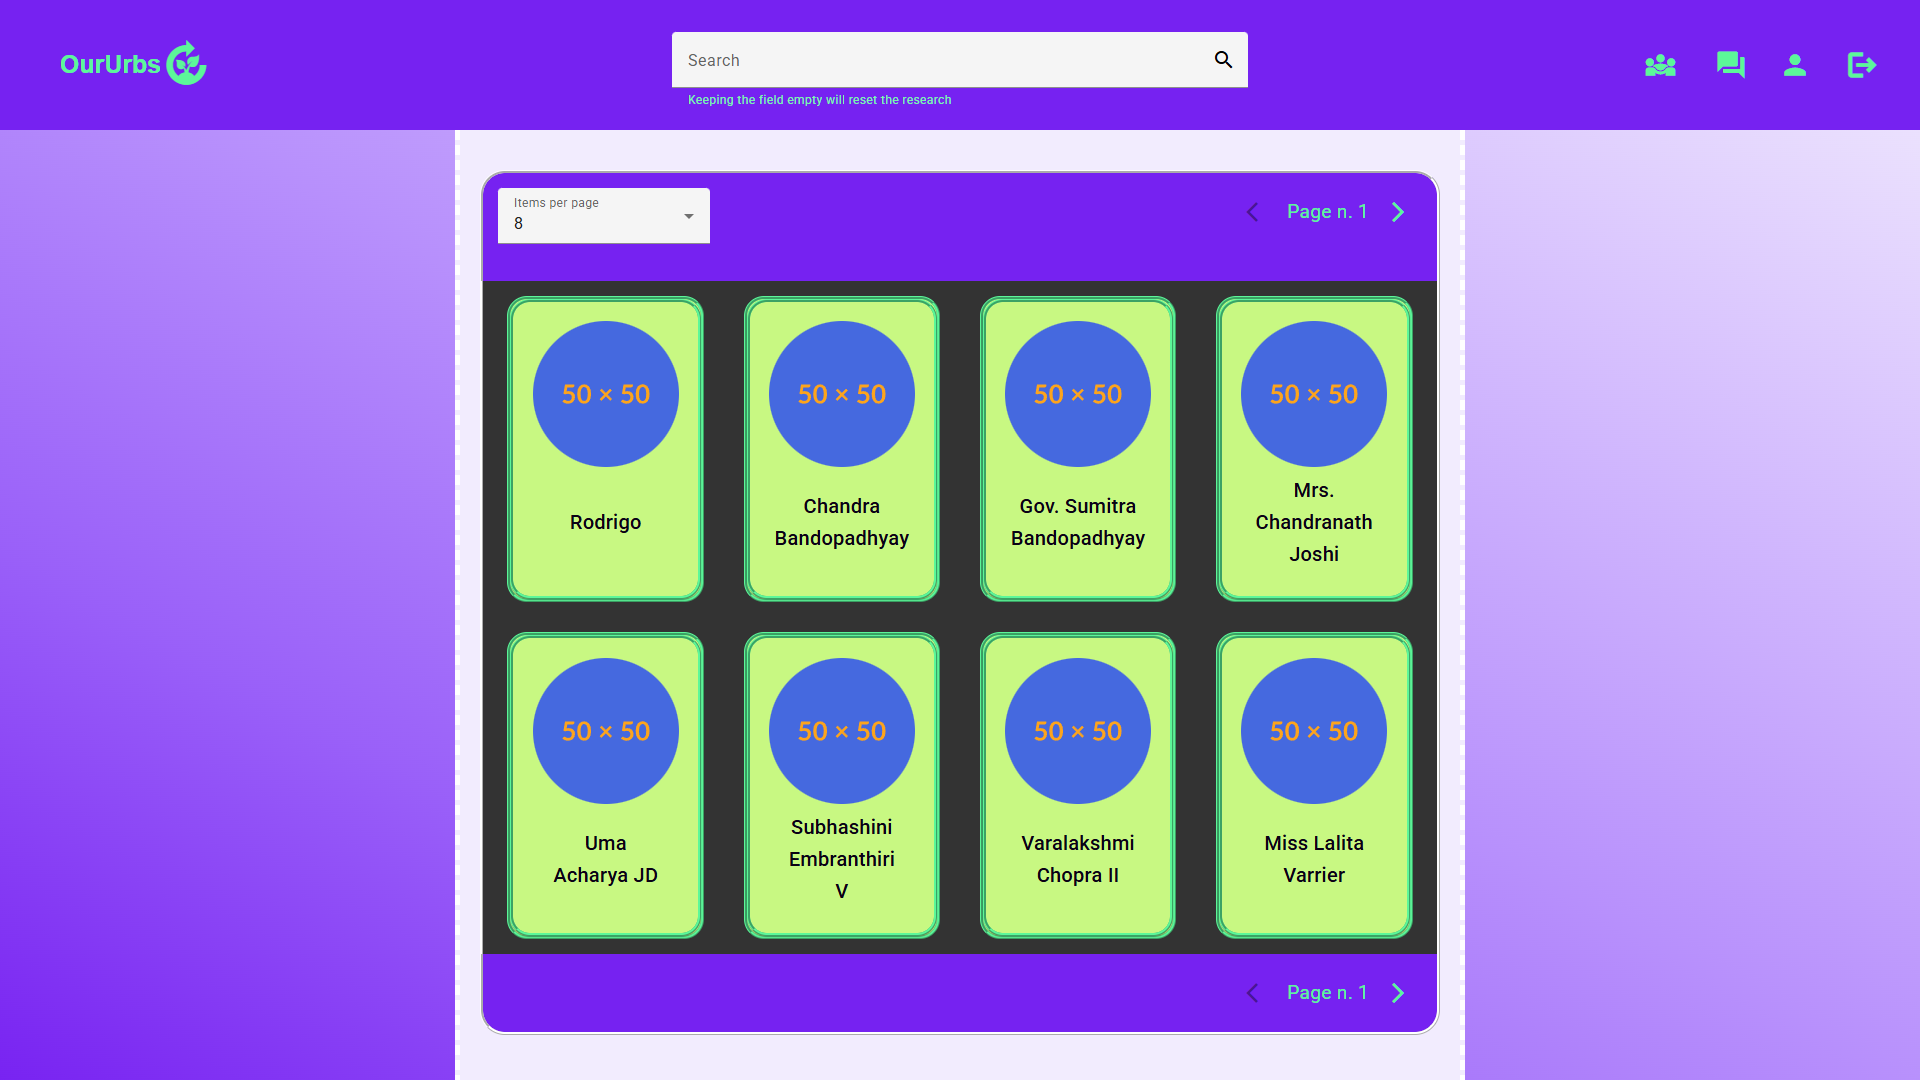 OurUrbs
Search
Keeping the field empty will reset the research
Items per page
8
Page n. 1
50 × 50
50 × 50
50 × 50
50 × 50
Rodrigo
Chandra
Bandopadhyay
Gov. Sumitra
Bandopadhyay
Mrs.
Chandranath
Joshi
50 × 50
50 × 50
50 × 50
50 × 50
Uma
Acharya JD
Subhashini
Embranthiri
V
Varalakshmi
Chopra II
Miss Lalita
Varrier
Page n. 1